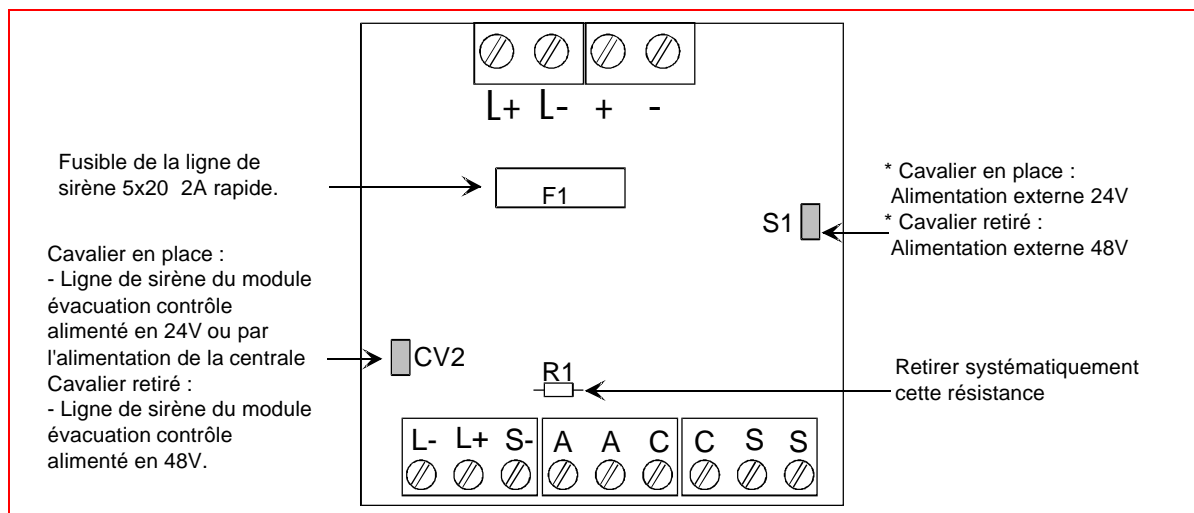 L+ L- + -
Fusible de la ligne de
sirène 5x20 2A rapide.
F1
* Cavalier en place :
Alimentation externe 24V
* Cavalier retiré :
Alimentation externe 48V
S1
Cavalier en place :
- Ligne de sirène du module
évacuation contrôle
alimenté en 24V ou par
l'alimentation de la centrale
Cavalier retiré :
- Ligne de sirène du module
évacuation contrôle
alimenté en 48V.
CV2
R1
Retirer systématiquement
cette résistance
L- L+ S- A A C C S S